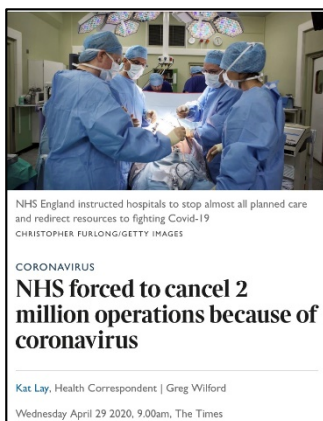 NHS England instructed hospitals to stop almost all planned care
and redirect resources to fighting Covid-19
CHRISTOPHER FURLONG/GETTY IMAGES
CORONAVIRUS
NHS forced to cancel 2
million operations because of
coronavirus
Kat Lay, Health Correspondent | Greg Wilford
Wednesday April 29 2020, 9.00am, The Times